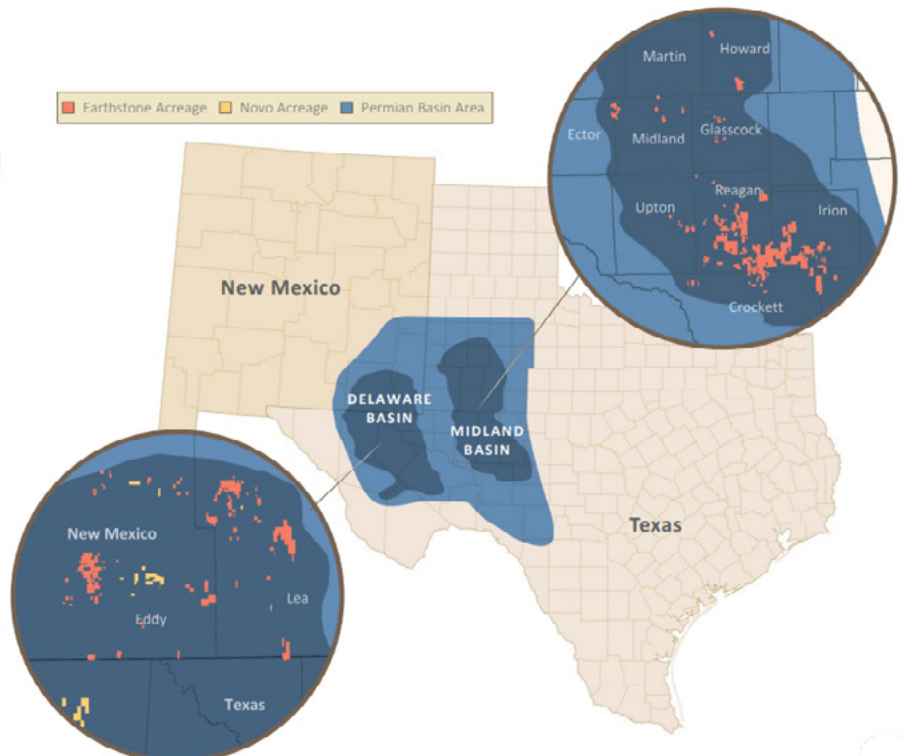 Earthstone Acreage Novo Acreage Permian Basin Area
Martin Howard
Ector Midland Glasscock
Upton Reagan Irion
Crockett
New Mexico
DELAWARE
BASIN
MIDLAND
BASIN
Texas
New Mexico
Lea
Eddy
Texas